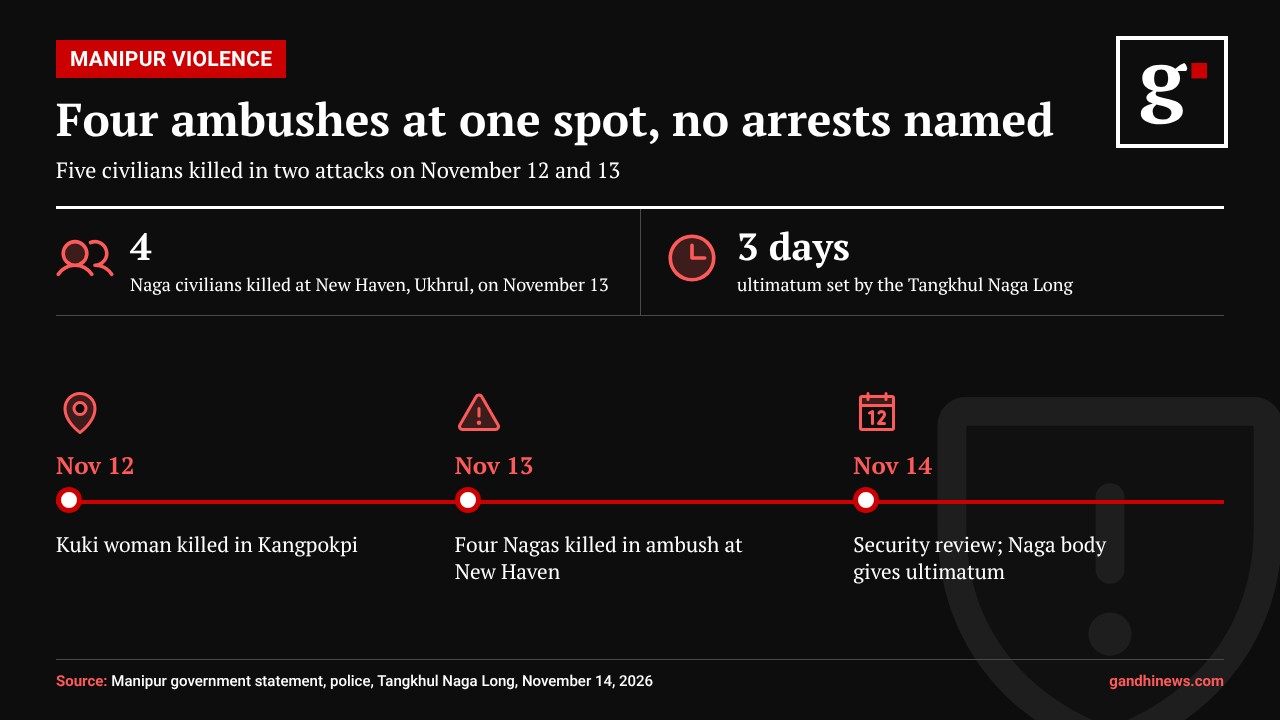 MANIPUR VIOLENCE
g
Four ambushes at one spot, no arrests named
Five civilians killed in two attacks on November 12 and 13
4
Naga civilians killed at New Haven, Ukhrul, on November 13
3 days
ultimatum set by the Tangkhul Naga Long
12
Nov 12
Nov 13
Nov 14
Kuki woman killed in Kangpokpi
Four Nagas killed in ambush at
New Haven
Security review; Naga body
gives ultimatum
Source: Manipur government statement, police, Tangkhul Naga Long, November 14, 2026
gandhinews.com